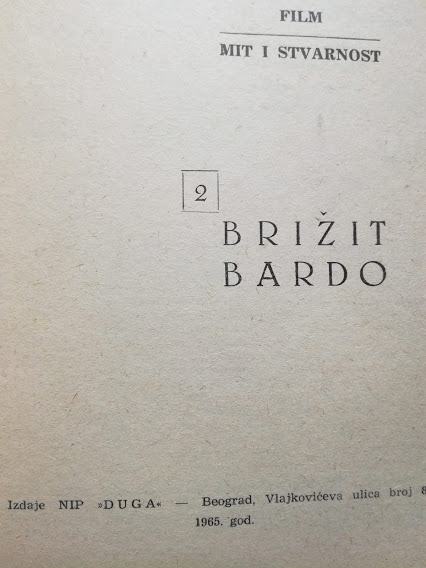 FILM
MIT I STVARNOST
2
BRIŽIT
BARDO
Izdaje NIP »DUGA« — Beograd, Vlajkovićeva ulica broj 8
1965. god.